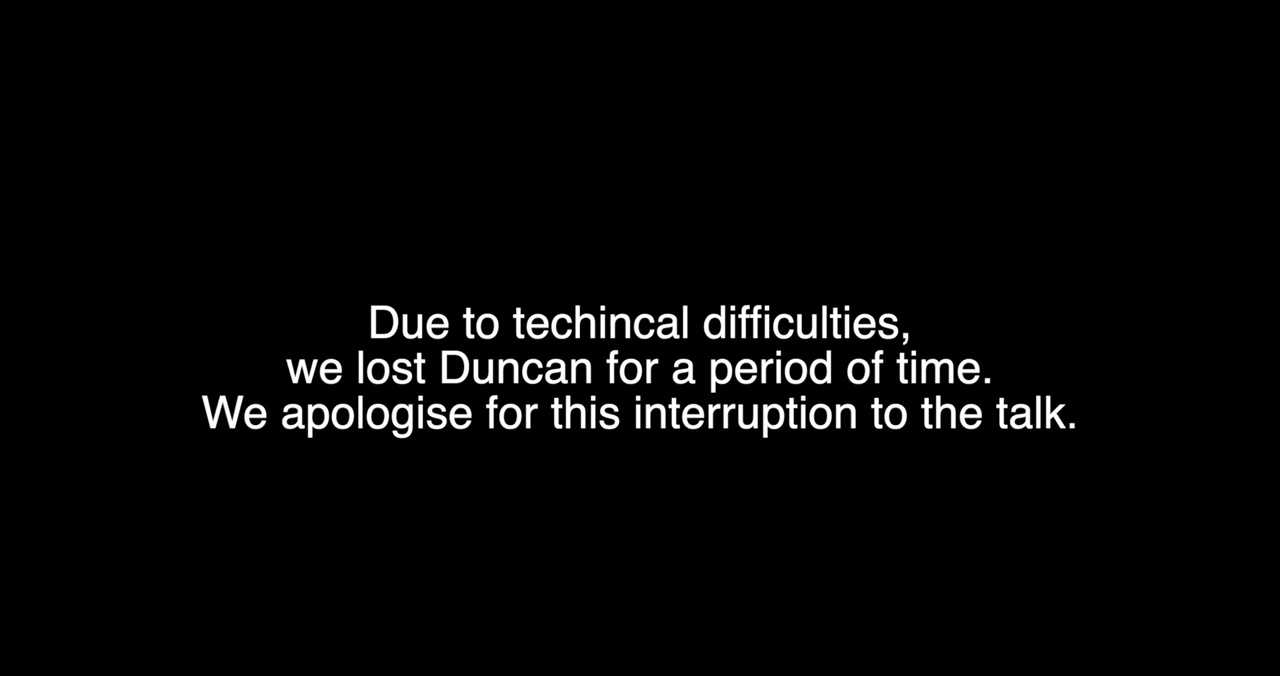 Due to techincal difficulties,
we lost Duncan for a period of time.
We apologise for this interruption to the talk.